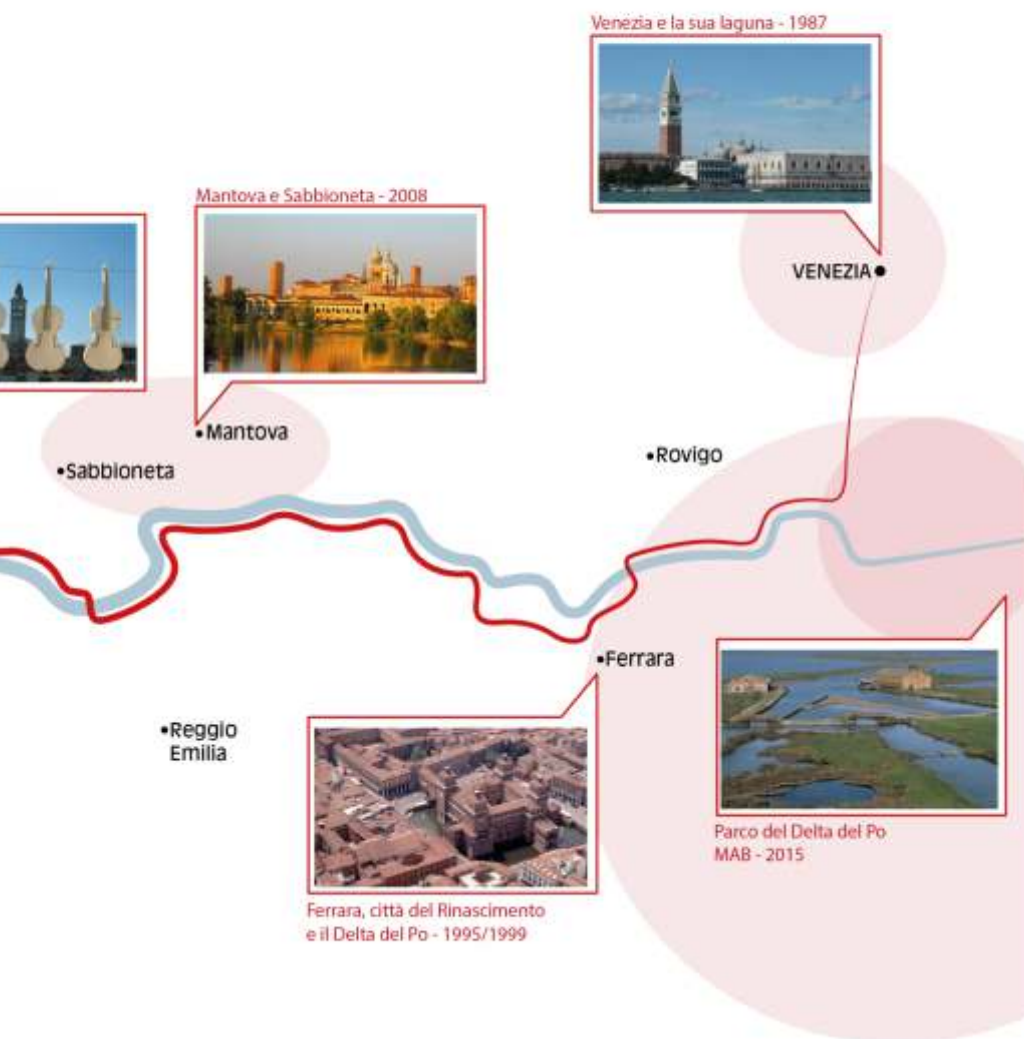 Venezia e la sua laguna - 1987
Mantova e Sabbioneta - 2008
VENEZIA
Mantova
Sabbioneta
Rovigo
Ferrara
Reggio
Emilia
Parco del Delta del Po
MAB - 2015
Ferrara, città del Rinascimento
e il Delta del Po - 1995/1999